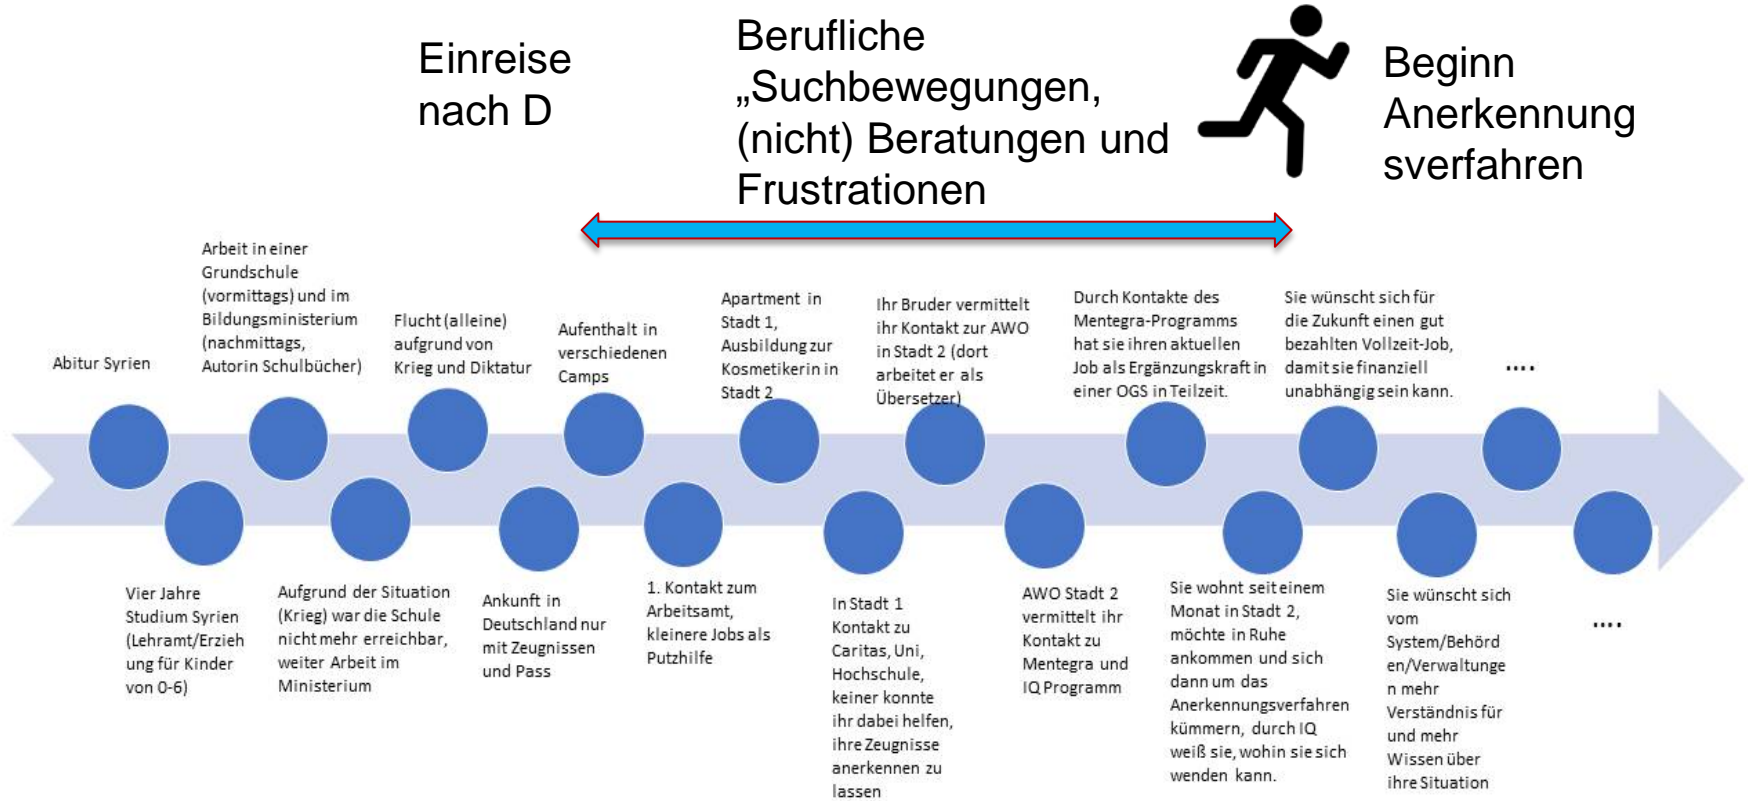 Einreise
nach D
Berufliche
„Suchbewegungen,
(nicht) Beratungen und
Frustrationen
Beginn
Anerkennung
sverfahren
Abitur Syrien
Vier Jahre
Studium Syrien
(Lehramt/Erzieh
ung für Kinder
von 0-6)
Arbeit in einer
Grundschule
(vormittags) und im
Bildungsministerium
(nachmittags,
Autorin Schulbücher)
Aufgrund der Situation
(Krieg) war die Schule
nicht mehr erreichbar,
weiter Arbeit im
Ministerium
Flucht (alleine)
aufgrund von
Krieg und Diktatur
Ankunft in
Deutschland nur
mit Zeugnissen
und Pass
Aufenthalt in
verschiedenen
Camps
1. Kontakt zum
Arbeitsamt,
kleinere Jobs als
Putzhilfe
Apartment in
Stadt 1,
Ausbildung zur
Kosmetikerin in
Stadt 2
In Stadt 1
Kontakt zu
Caritas, Uni,
Hochschule,
keiner konnte
ihr dabei helfen,
ihre Zeugnisse
anerkennen zu
lassen
Ihr Bruder vermittelt
ihr Kontakt zur AWO
in Stadt 2 (dort
arbeitet er als
Übersetzer)
AWO Stadt 2
vermittelt ihr
Kontakt zu
Mentegra und
IQ Programm
Durch Kontakte des
Mentegra-Programms
hat sie ihren aktuellen
Job als Ergänzungskraft in
einer OGS in Teilzeit.
Sie wohnt seit einem
Monat in Stadt 2,
möchte in Ruhe
ankommen und sich
dann um das
Anerkennungsverfahren
kümmern, durch IQ
weiß sie, wohin sie sich
wenden kann.
Sie wünscht sich für
die Zukunft einen gut
bezahlten Vollzeit-Job,
damit sie finanziell
unabhängig sein kann.
Sie wünscht sich
vom
System/Behörd
en/Verwaltunge
n mehr
Verständnis für
und mehr
Wissen über
ihre Situation
....
....